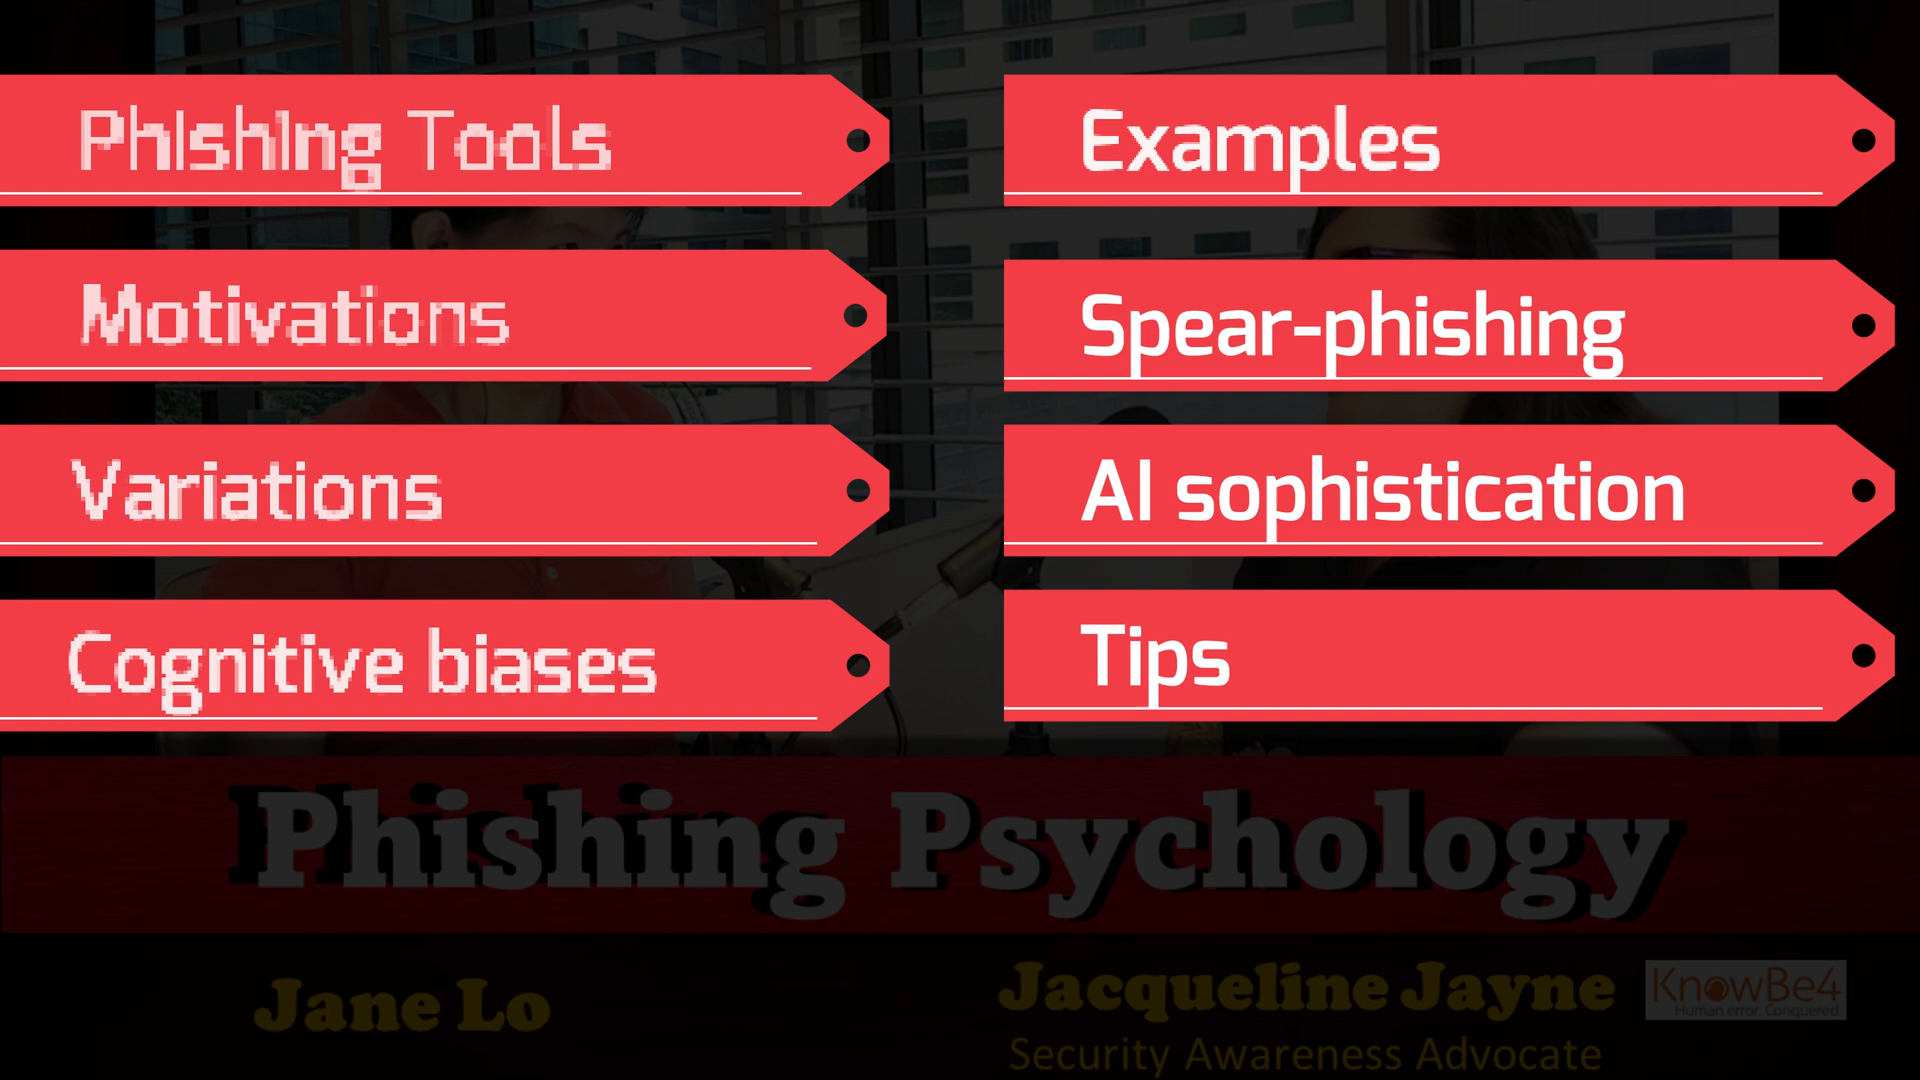 Phishing Tools
Motivations
Variations
Cognitive biases
Examples
Spear-phishing
AI sophistication
Tips
Phishing Psychology
Jane Lo
Jacqueline Jayne
Security Awareness Advocate
KnowBe4
Human error. Conquered.